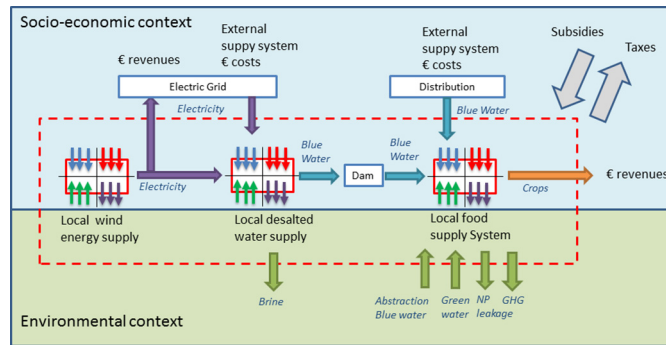 Socio-economic context
€ revenues
External
suppy system
€ costs
External
suppy system
€ costs
Subsidies
Taxes
Electric Grid
Distribution
Electricity
Blue Water
Electricity
Blue
Water
Dam
Blue
Water
Crops
€ revenues
Local wind
energy supply
Local desalted
water supply
Local food
supply System
Brine
Abstraction
Blue water
Green
water
NP
leakage
GHG
Environmental context